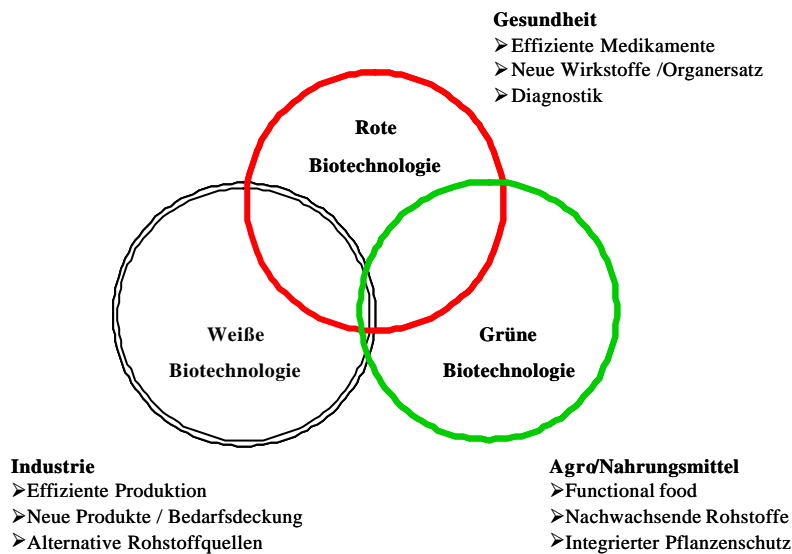 Gesundheit
➢Effiziente Medikamente
➢Neue Wirkstoffe /Organersatz
➢Diagnostik
Rote
Biotechnologie
Weiße
Biotechnologie
Grüne
Biotechnologie
Industrie
➢Effiziente Produktion
➢Neue Produkte / Bedarfsdeckung
➢Alternative Rohstoffquellen
Agro/Nahrungsmittel
➢Functional food
➢Nachwachsende Rohstoffe
➢Integrierter Pflanzenschutz